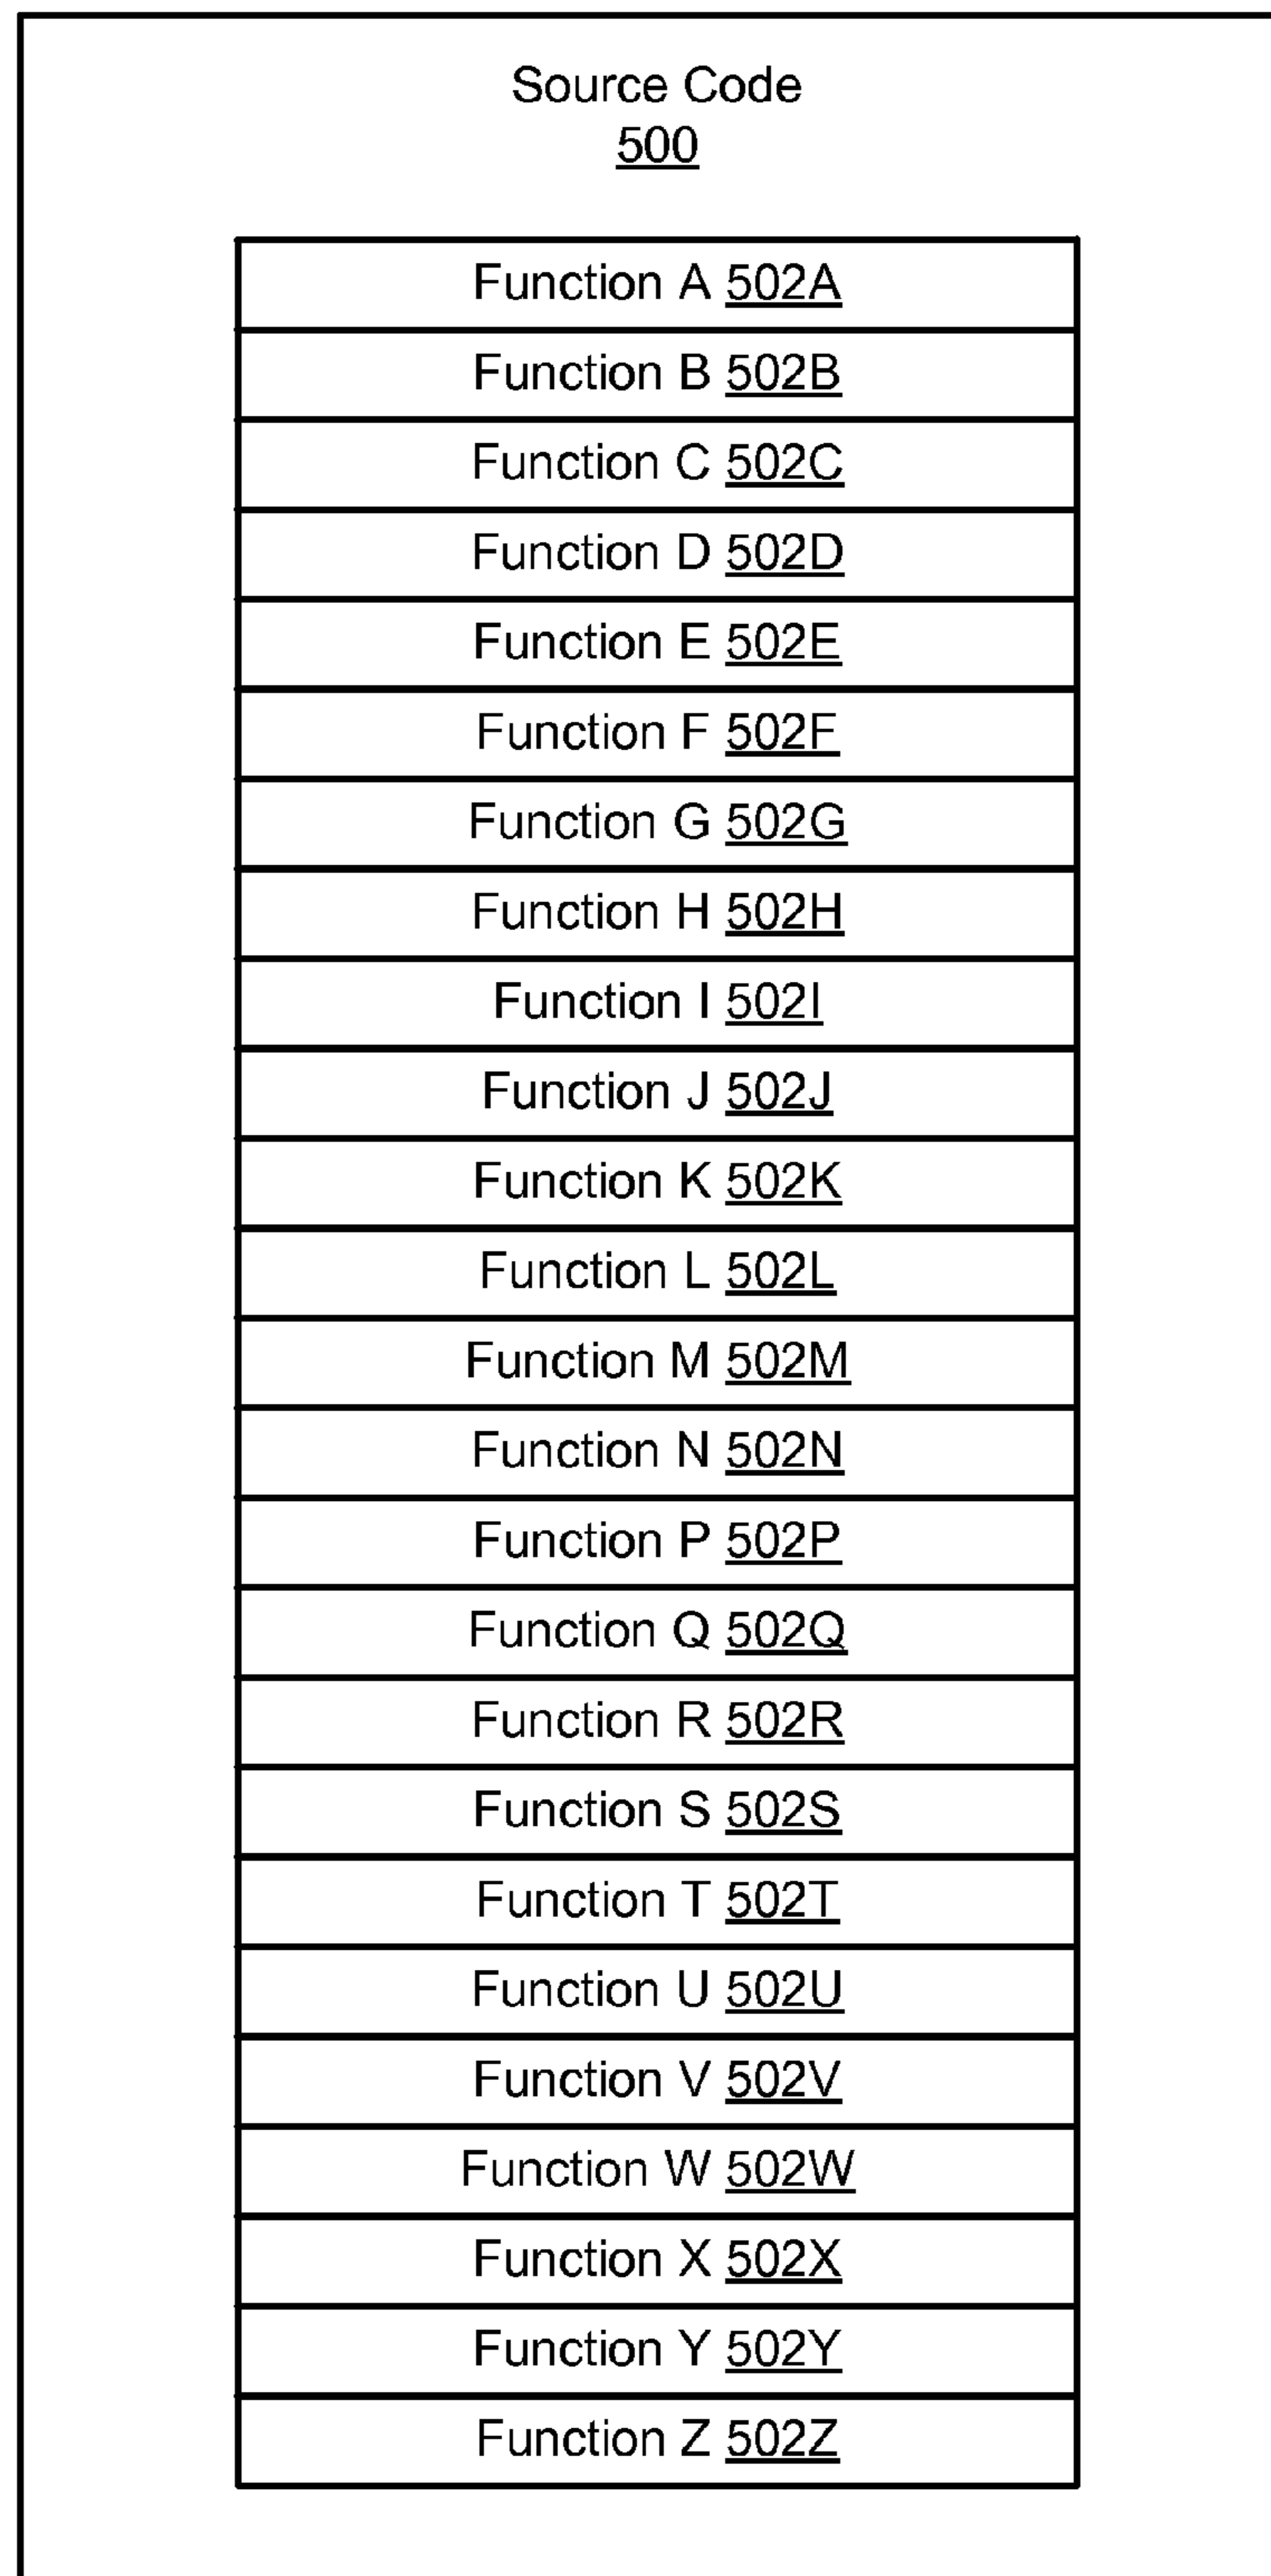 Source Code
500
Function A 502A
Function B 502B
Function C 502C
Function D 502D
Function E 502E
Function F 502F
Function G 502G
Function H 502H
Function I 502I
Function J 502J
Function K 502K
Function L 502L
Function M 502M
Function N 502N
Function P 502P
Function Q 502Q
Function R 502R
Function S 502S
Function T 502T
Function U 502U
Function V 502V
Function W 502W
Function X 502X
Function Y 502Y
Function Z 502Z